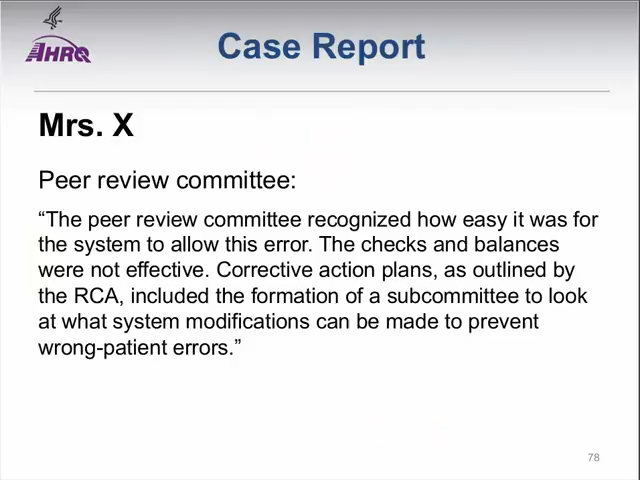 AHRQ
Case Report
Mrs. X
Peer review committee:
“The peer review committee recognized how easy it was for
the system to allow this error. The checks and balances
were not effective. Corrective action plans, as outlined by
the RCA, included the formation of a subcommittee to look
at what system modifications can be made to prevent
wrong-patient errors.”
78